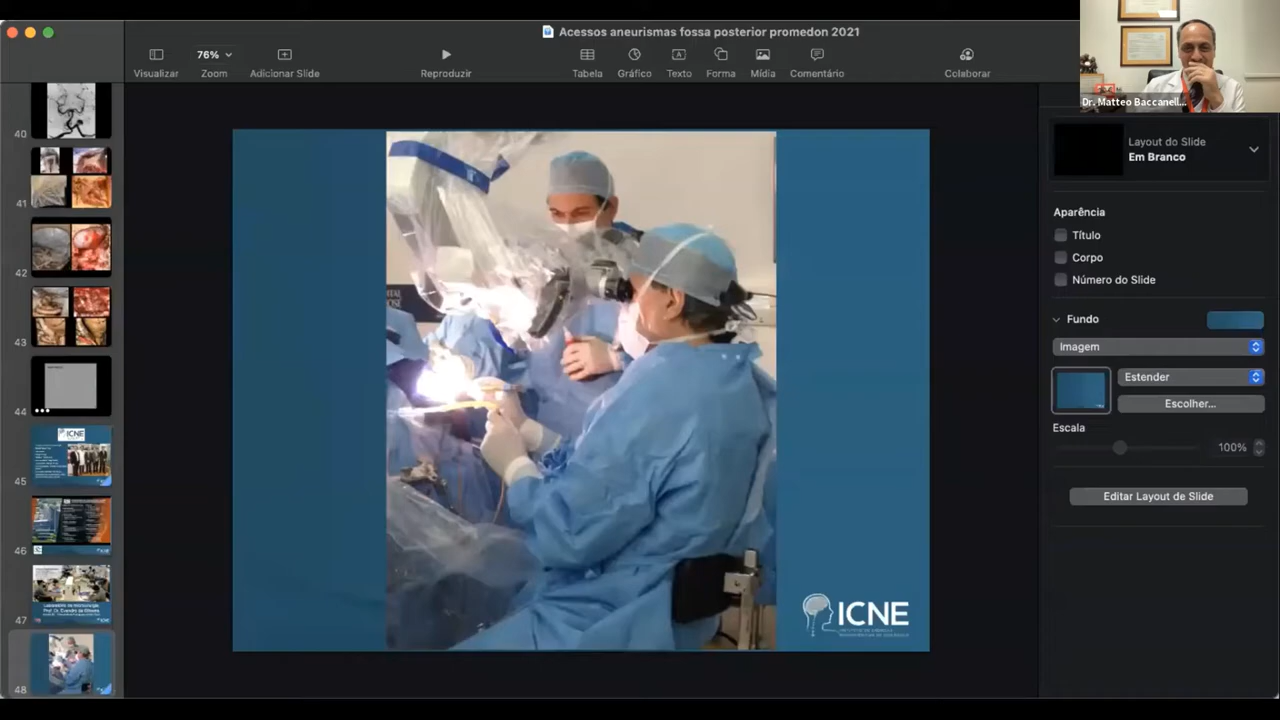 Acessos aneurismas fossa posterior promedon 2021
76%
Visualizar
Zoom
Adicionar Slide
Reproduzir
Tabela
Gráfico
Texto
Forma
Mídia
Comentário
Colaborar
Dr. Matteo Baccanell...
40
41
42
43
44
ICNE
45
46
47
48
ICNE
Layout do Slide
Em Branco
Aparência
Título
Corpo
Número do Slide
Fundo
Imagem
Estender
Escolher...
Escala
100%
Editar Layout de Slide